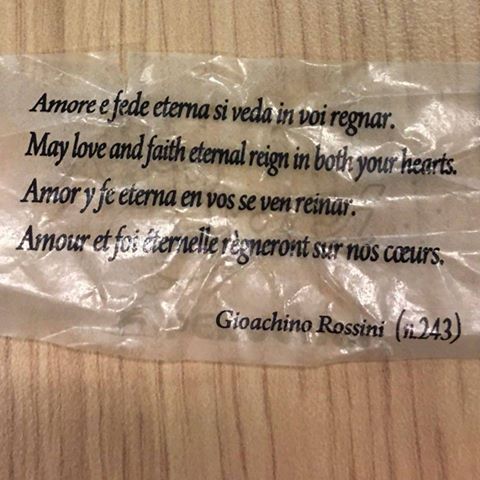 Amore e fede eterna si veda in voi regnar.
May love and faith eternal reign in both your hearts.
Amor y fe eterna en vos se ven reinar.
Amour et foi éternelle règneront sur nos cœurs.
Gioachino Rossini (n.243)